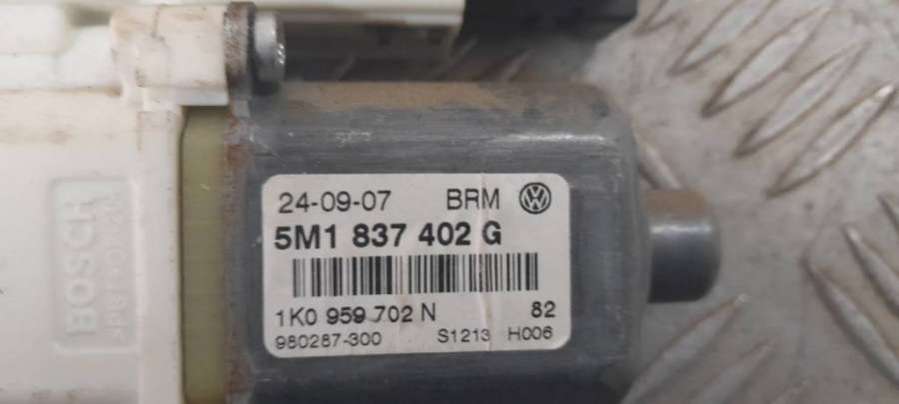 24-09-07 BRM
5M1 837 402 G
1K0 959 702 N 82
980287-300 S1213 H006
BOSCH